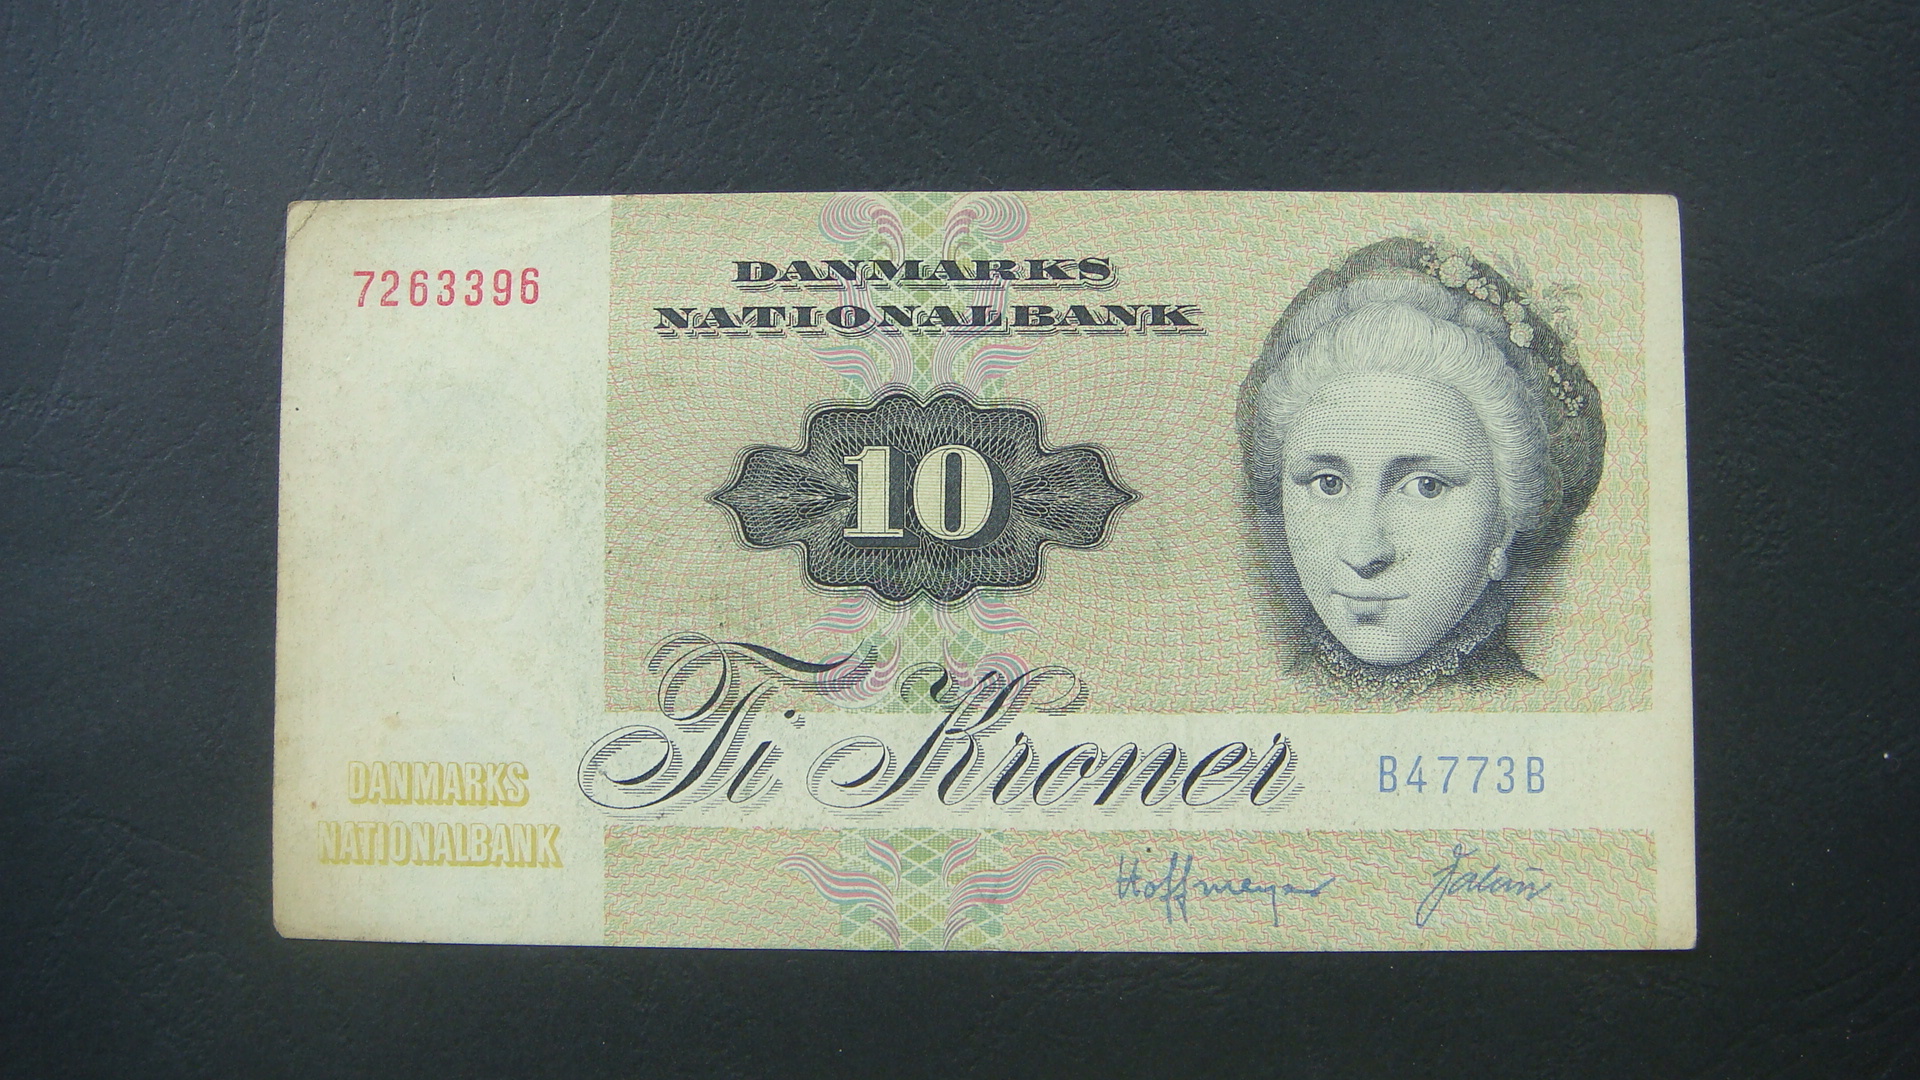 7263396
DANMARKS
NATIONALBANK
10
Ti Kroner
B4773B
DANMARKS
NATIONALBANK
Hoffmeyer